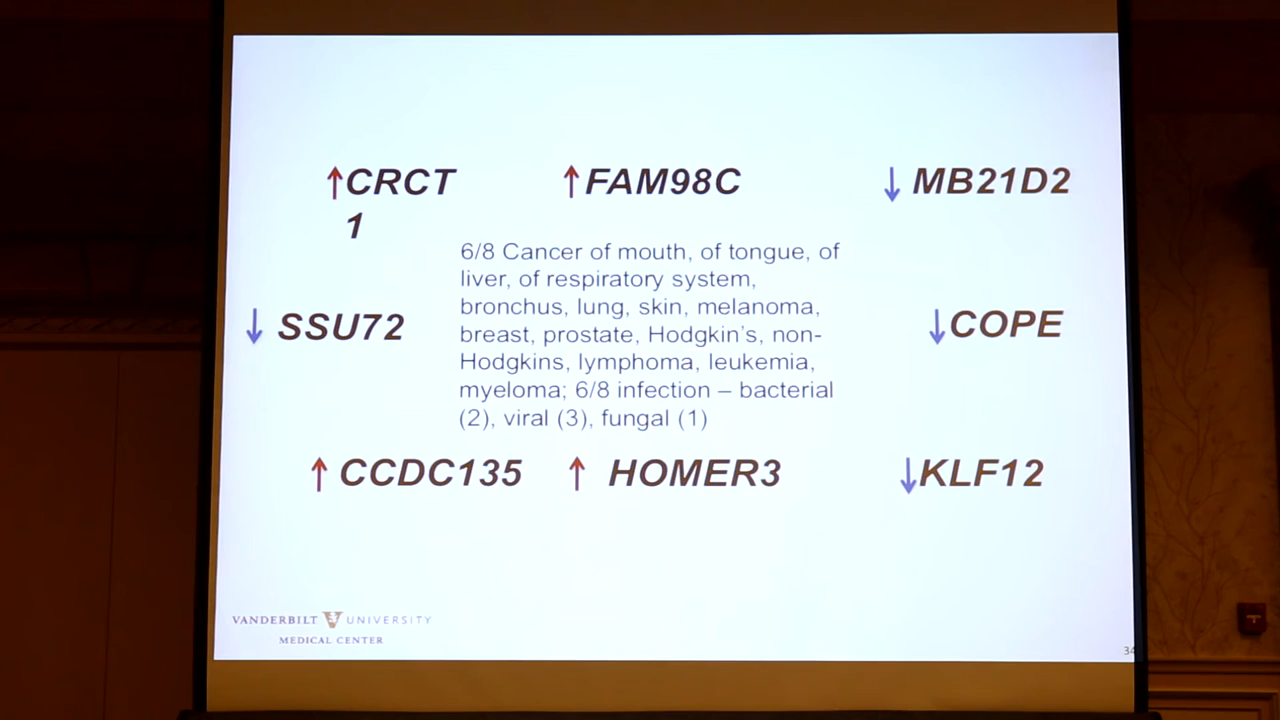 ↑CRCT
1
↑FAM98C
↓ MB21D2
6/8 Cancer of mouth, of tongue, of
liver, of respiratory system,
bronchus, lung, skin, melanoma,
breast, prostate, Hodgkin's, non-
Hodgkins, lymphoma, leukemia,
myeloma; 6/8 infection – bacterial
(2), viral (3), fungal (1)
↓ SSU72
↓COPE
↑ CCDC135
↑ HOMER3
↓KLF12
VANDERBILT V UNIVERSITY
MEDICAL CENTER
34